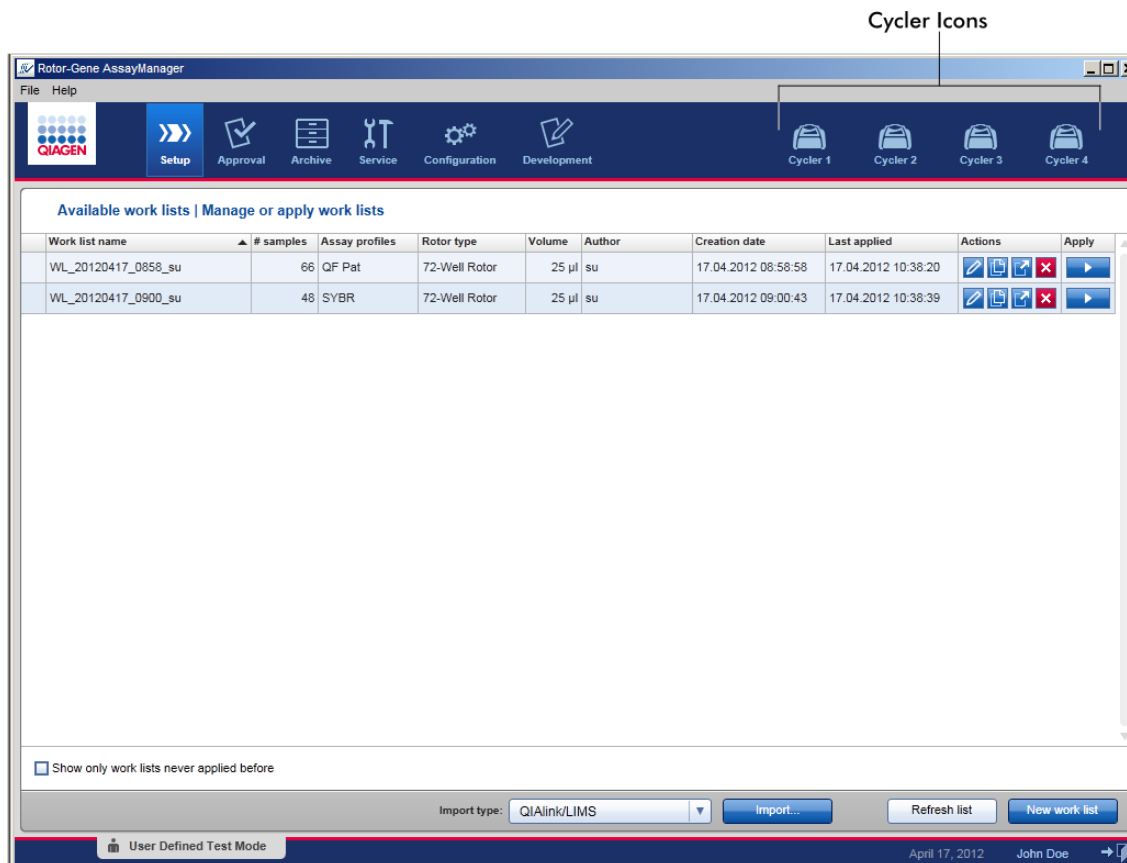 Cycler Icons
Rotor-Gene AssayManager
File Help
QIAGEN
Setup Approval Archive Service Configuration Development Cycler 1 Cycler 2 Cycler 3 Cycler 4
Available work lists | Manage or apply work lists
Work list name # samples Assay profiles Rotor type Volume Author Creation date Last applied Actions Apply
WL_20120417_0858_su 66 QF Pat 72-Well Rotor 25 µl su 17.04.2012 08:58:58 17.04.2012 10:38:20
WL_20120417_0900_su 48 SYBR 72-Well Rotor 25 µl su 17.04.2012 09:00:43 17.04.2012 10:38:39
Show only work lists never applied before
Import type: QIAlink/LIMS Import... Refresh list New work list
User Defined Test Mode April 17, 2012 John Doe